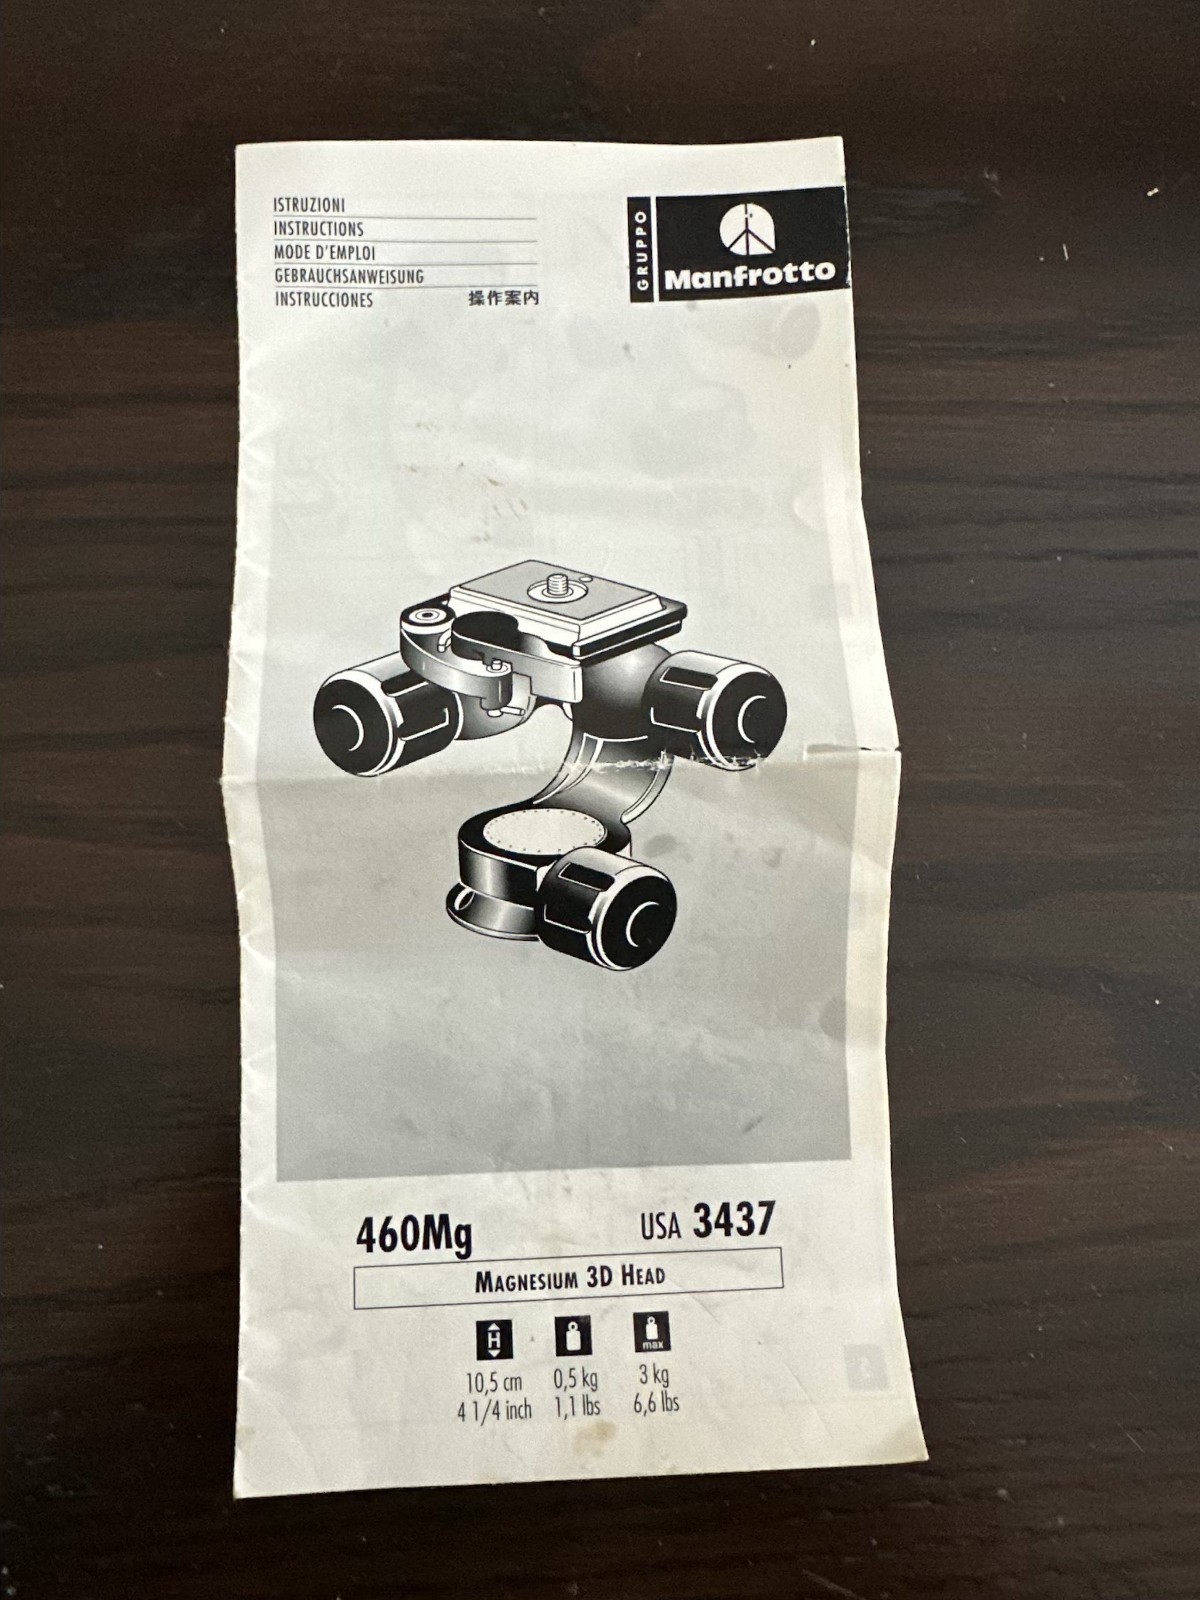 ISTRUZIONI
INSTRUCTIONS
MODE D'EMPLOI
GEBRAUCHSANWEISUNG
INSTRUCCIONES 操作案内
GRUPPO
Manfrotto
460Mg USA 3437
MAGNESIUM 3D HEAD
H
max
10,5 cm 0,5 kg 3 kg
4 1/4 inch 1,1 lbs 6,6 lbs